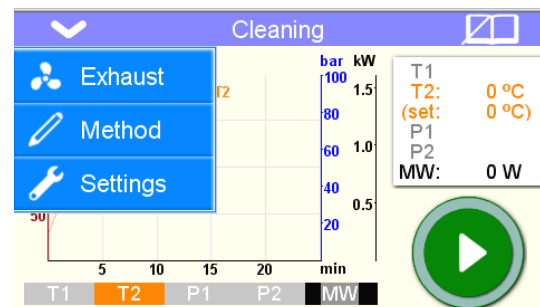 Cleaning
Exhaust
Method
Settings
T2
bar kW
100
1.5
80
60
1.0
40
0.5
20
50
5 10 15 20 min
T1 T2 P1 P2 MW
T1
T2: 0 ºC
(set: 0 ºC)
P1
P2
MW: 0 W